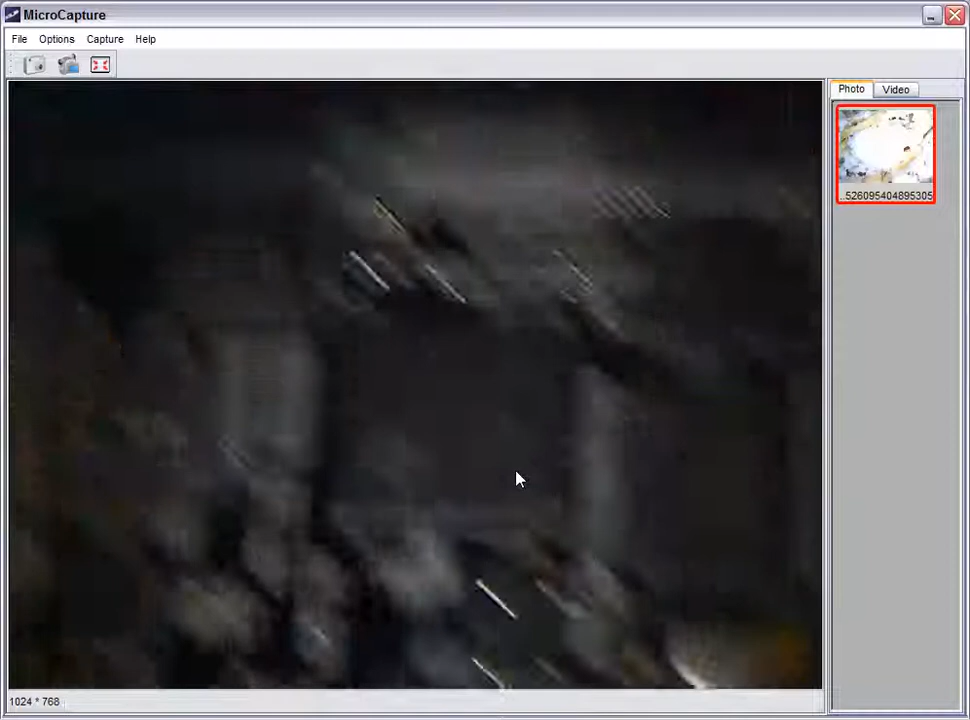 MicroCapture
File Options Capture Help
Photo Video
..526095404895305
1024 * 768